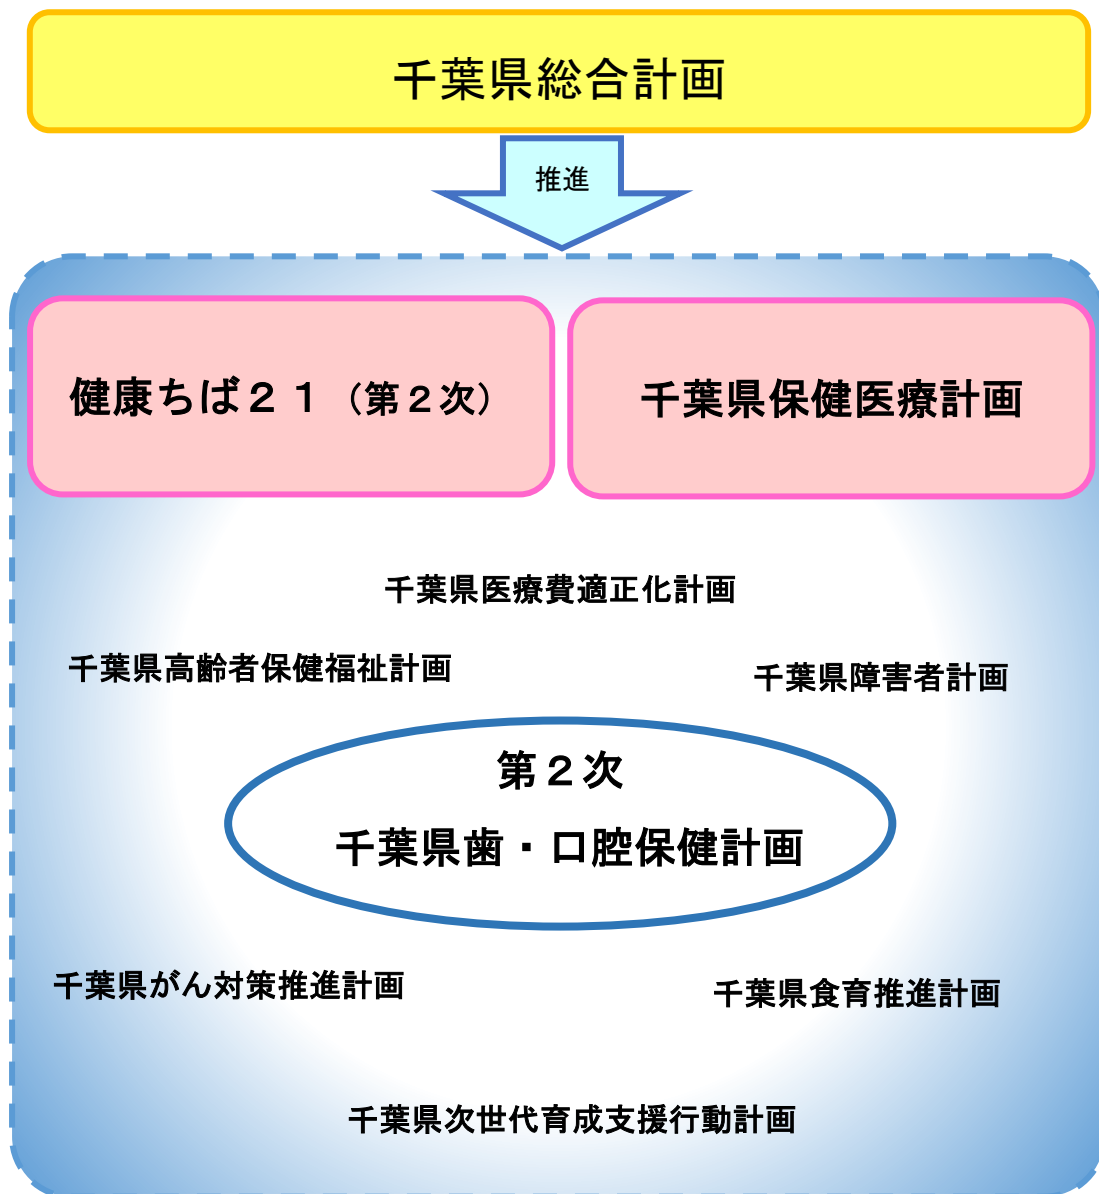 千葉県総合計画
推進
健康ちば２１（第２次）
千葉県保健医療計画
千葉県医療費適正化計画
千葉県高齢者保健福祉計画
千葉県障害者計画
第２次
千葉県歯・口腔保健計画
千葉県がん対策推進計画
千葉県食育推進計画
千葉県次世代育成支援行動計画